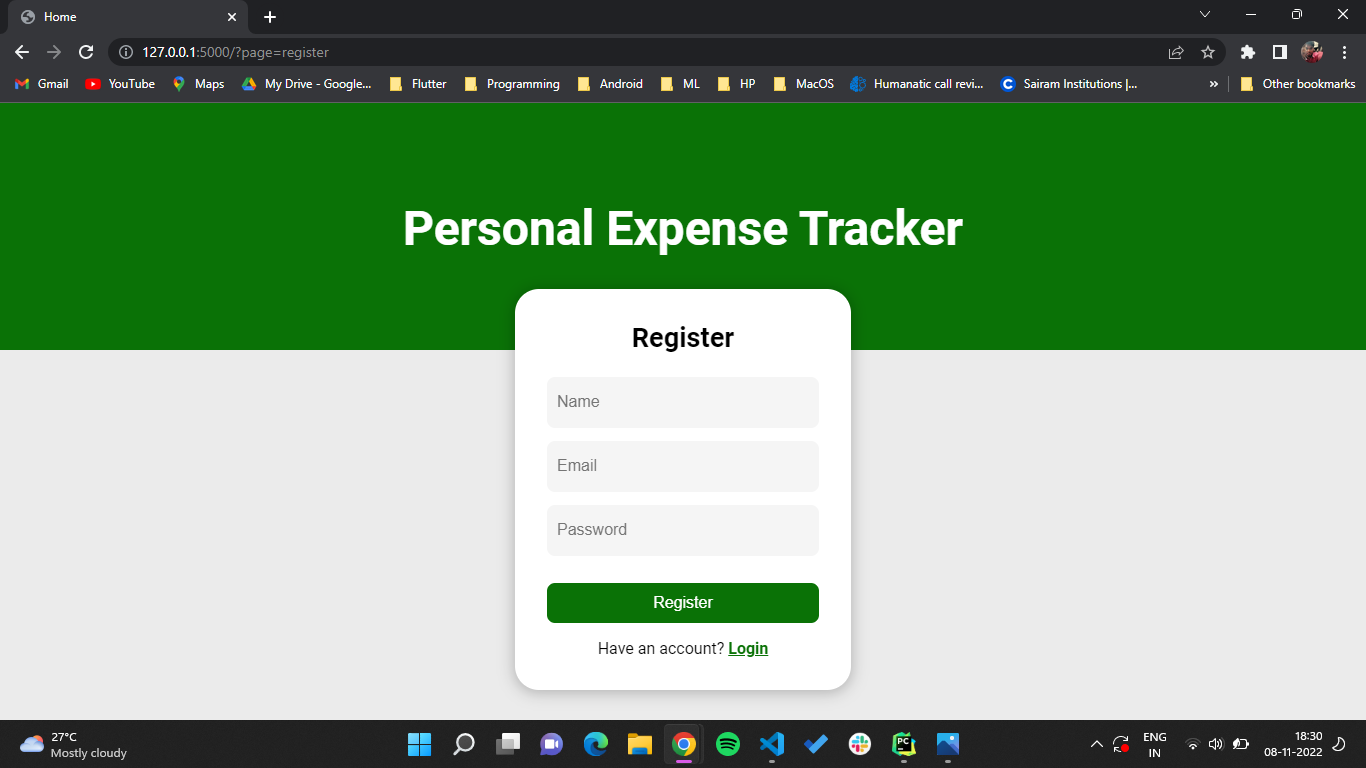 Home
127.0.0.1:5000/?page=register
Gmail YouTube Maps My Drive - Google... Flutter Programming Android ML HP MacOS Humanatic call revi... Sairam Institutions |... » Other bookmarks
Personal Expense Tracker
Register
Name
Email
Password
Register
Have an account? Login
27°C
Mostly cloudy
PC
ENG
IN
18:30
08-11-2022